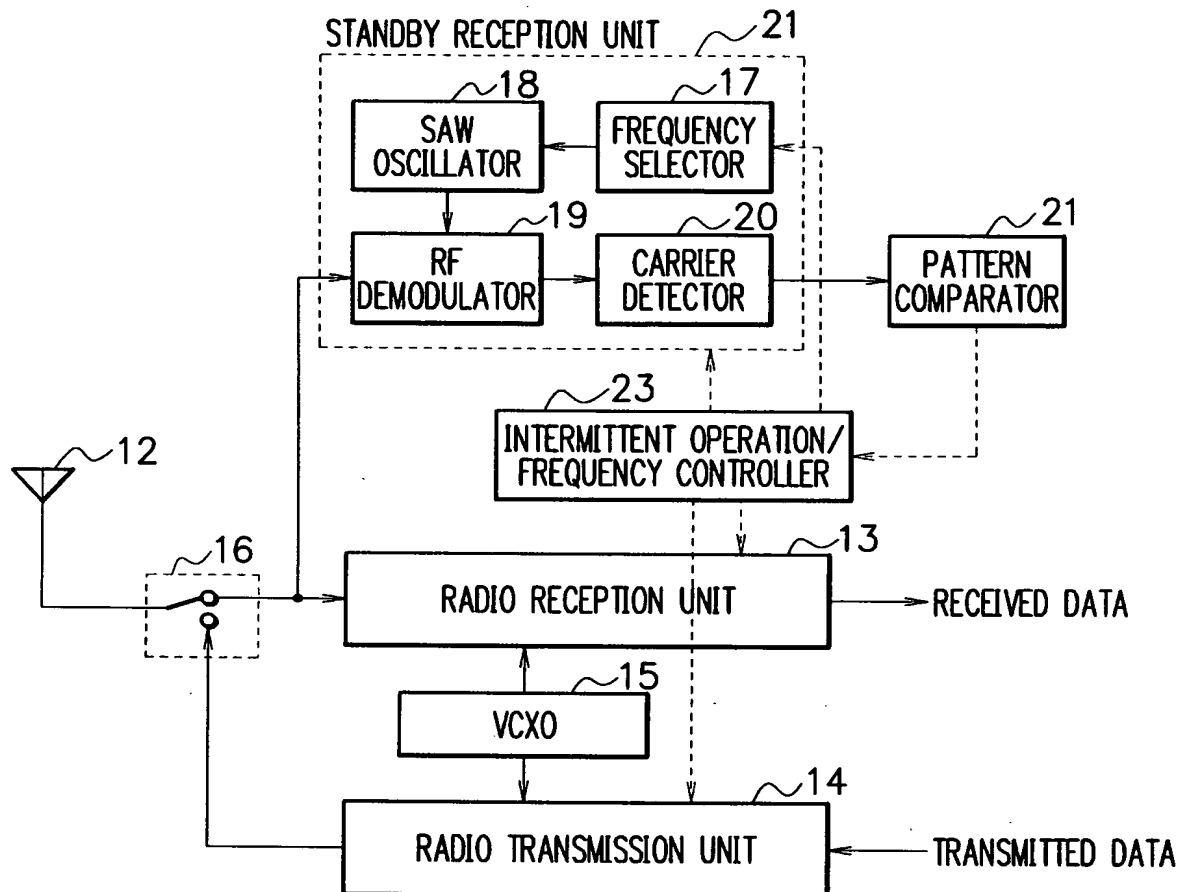 STANDBY RECEPTION UNIT
21
18
SAW
OSCILLATOR
17
FREQUENCY
SELECTOR
19
RF
DEMODULATOR
20
CARRIER
DETECTOR
21
PATTERN
COMPARATOR
23
INTERMITTENT OPERATION/
FREQUENCY CONTROLLER
12
16
13
RADIO RECEPTION UNIT
RECEIVED DATA
15
VCXO
14
RADIO TRANSMISSION UNIT
TRANSMITTED DATA